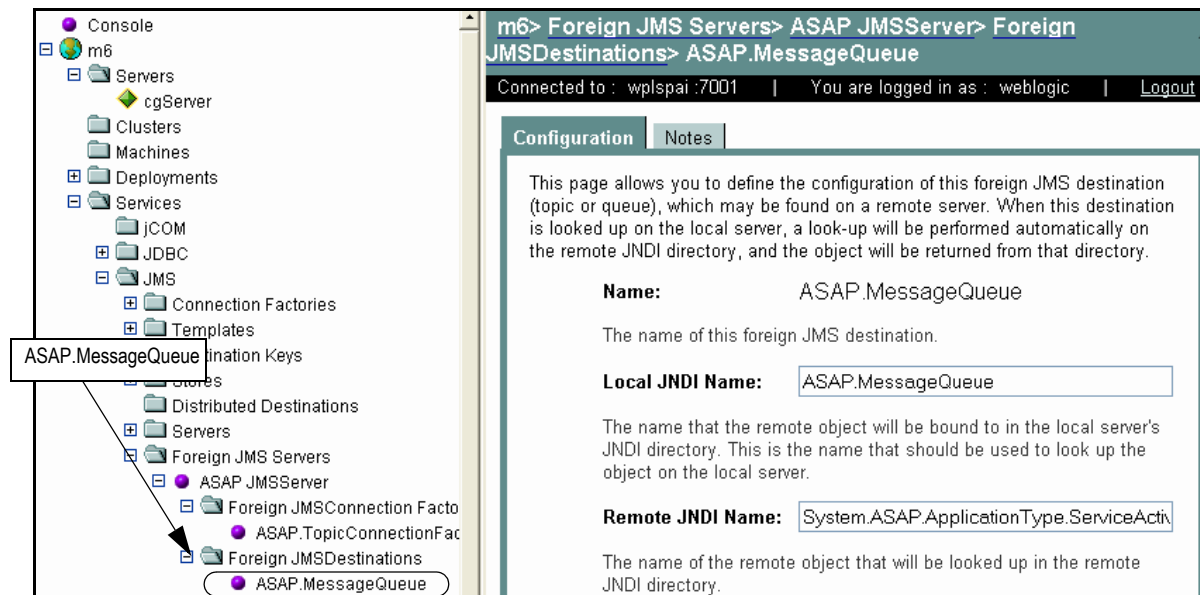 Console
m6
Servers
cgServer
Clusters
Machines
Deployments
Services
jCOM
JDBC
JMS
Connection Factories
Templates
ASAP.MessageQueue
tination Keys
Stores
Distributed Destinations
Servers
Foreign JMS Servers
ASAP JMSServer
Foreign JMSConnection Facto
ASAP.TopicConnectionFac
Foreign JMSDestinations
ASAP.MessageQueue
m6> Foreign JMS Servers> ASAP JMSServer> Foreign
JMSDestinations> ASAP.MessageQueue
Connected to : wplspai :7001 | You are logged in as : weblogic | Logout
Configuration Notes
This page allows you to define the configuration of this foreign JMS destination
(topic or queue), which may be found on a remote server. When this destination
is looked up on the local server, a look-up will be performed automatically on
the remote JNDI directory, and the object will be returned from that directory.
Name: ASAP.MessageQueue
The name of this foreign JMS destination.
Local JNDI Name: ASAP.MessageQueue
The name that the remote object will be bound to in the local server's
JNDI directory. This is the name that should be used to look up the
object on the local server.
Remote JNDI Name: System.ASAP.ApplicationType.ServiceActiv
The name of the remote object that will be looked up in the remote
JNDI directory.